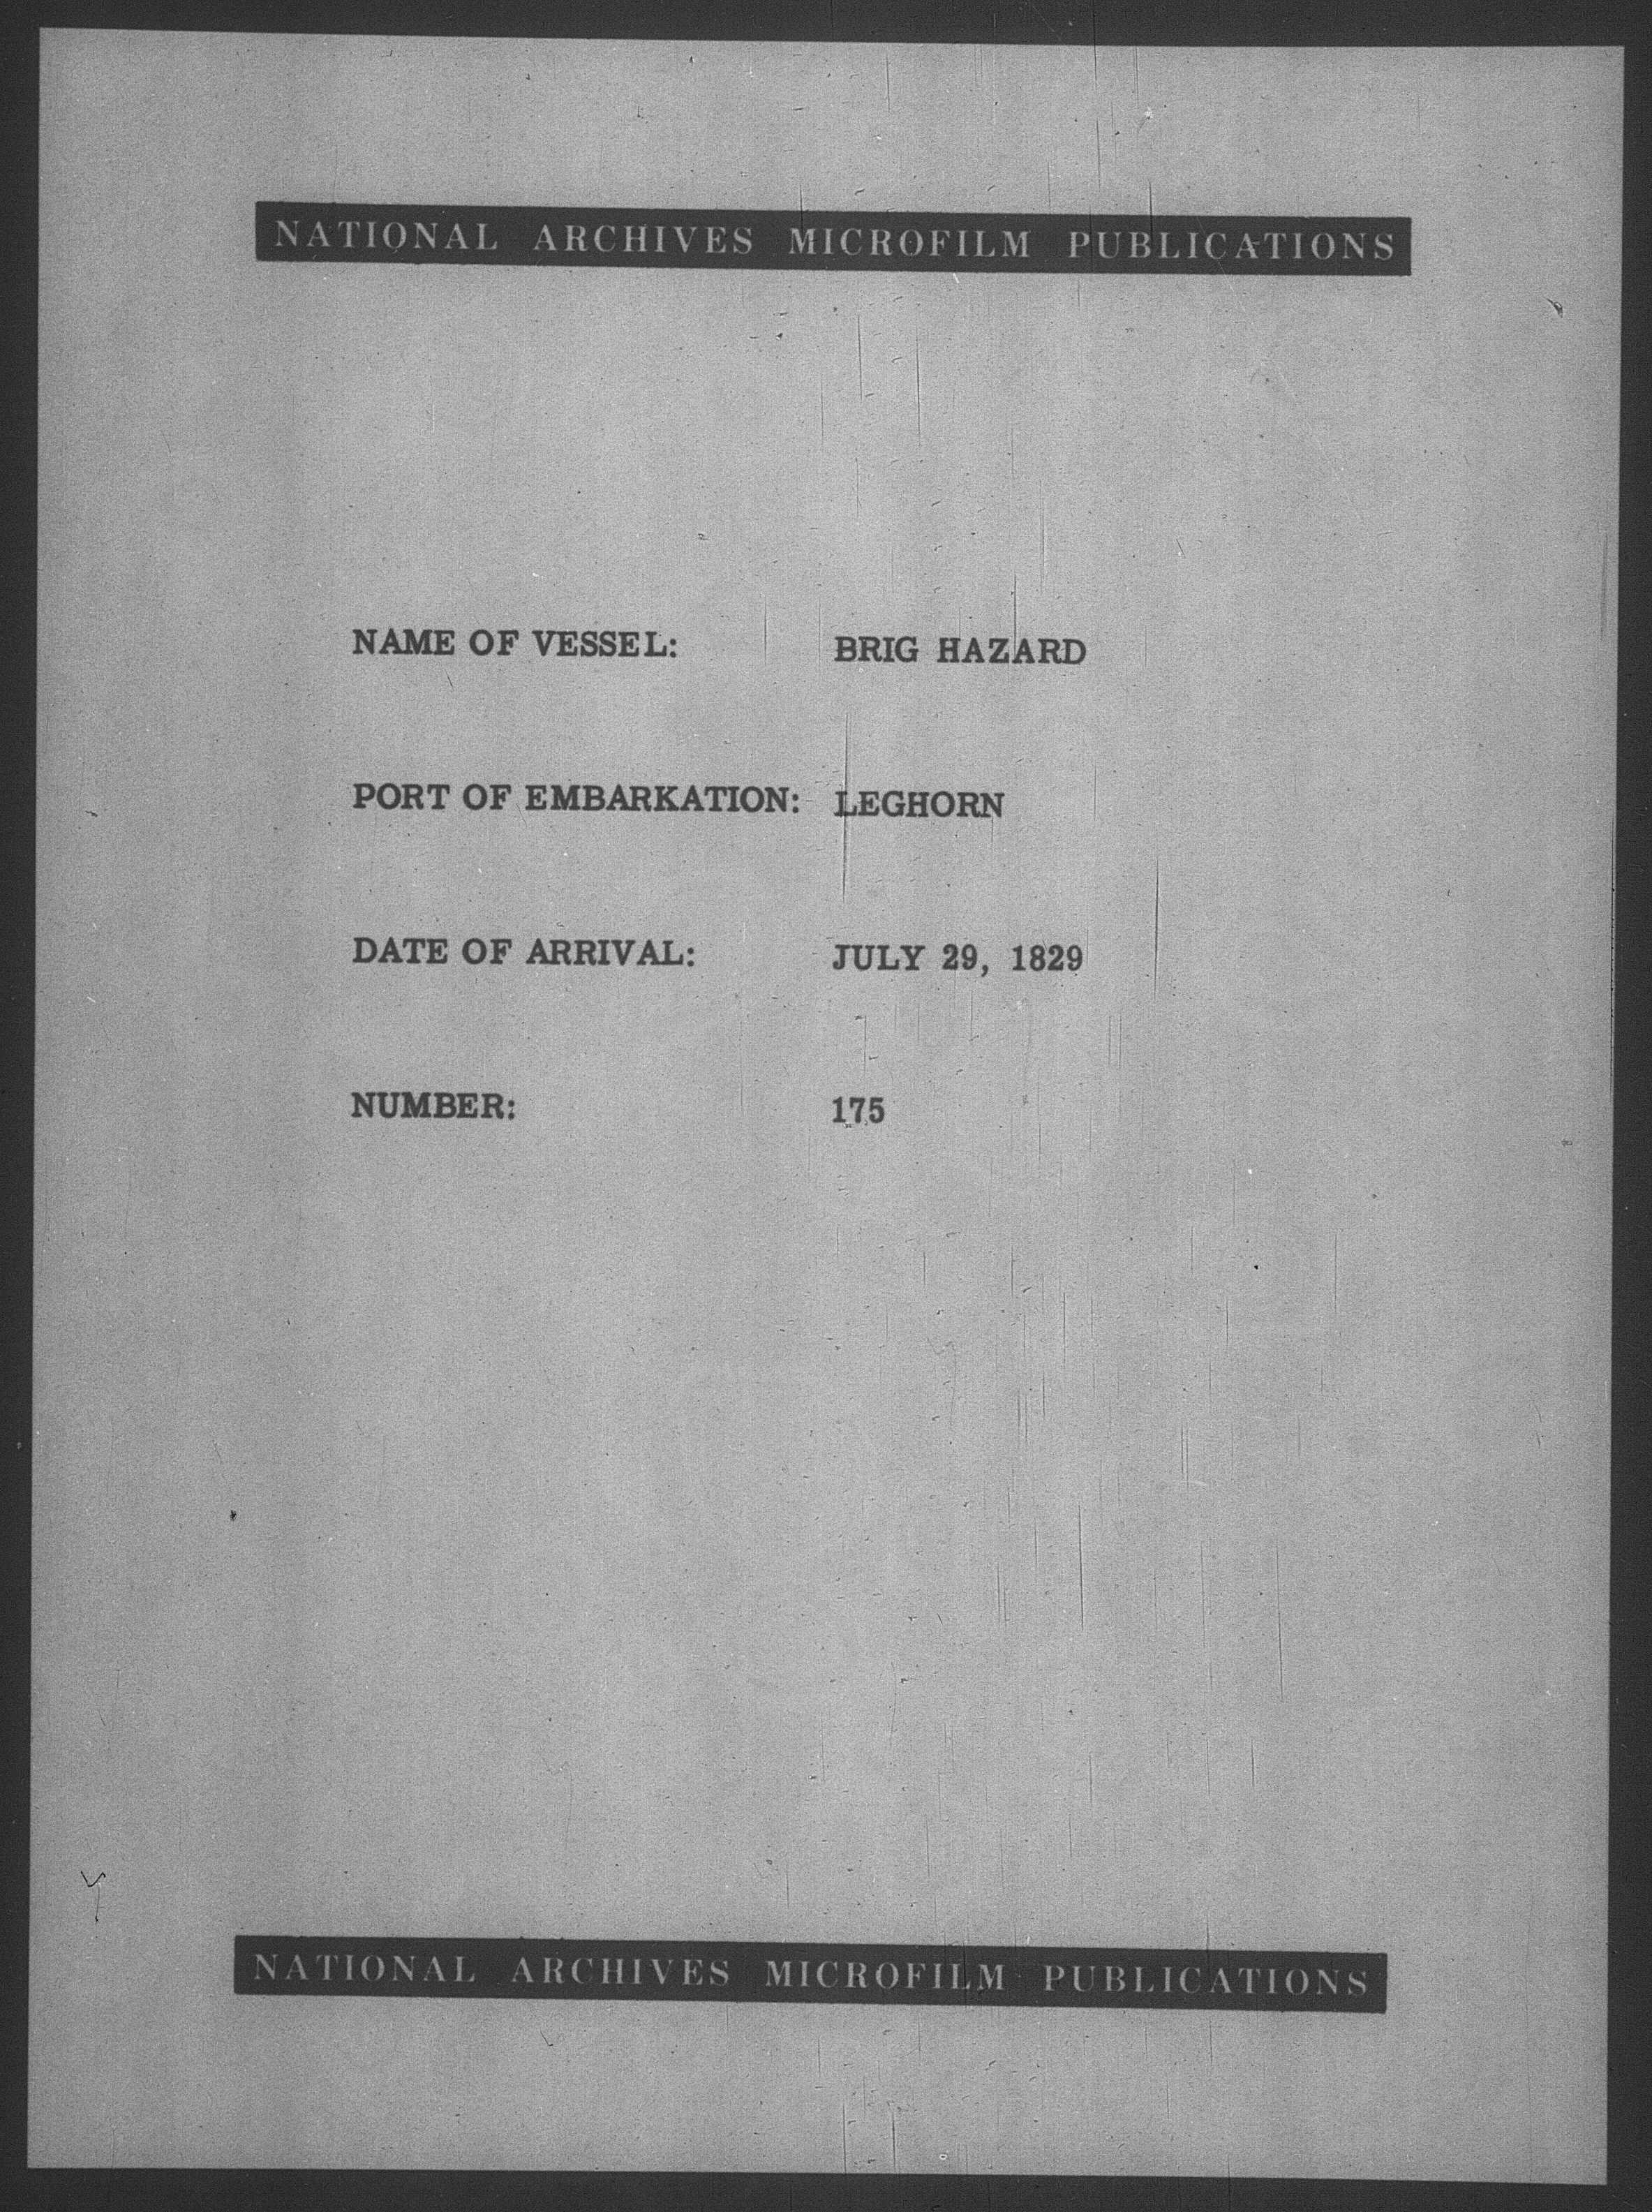 NATIONAL ARCHIVES MICROFILM PUBLICATIONS
NAME OF VESSEL: BRIG HAZARD
PORT OF EMBARKATION: LEGHORN
DATE OF ARRIVAL: JULY 29, 1829
NUMBER: 175
NATIONAL ARCHIVES MICROFILM PUBLICATIONS